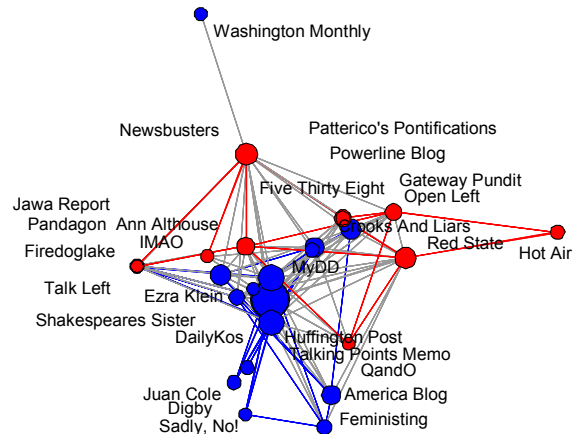 Washington Monthly
Newsbusters
Patterico's Pontifications
Powerline Blog
Five Thirty Eight
Gateway Pundit
Open Left
Jawa Report
Pandagon
Ann Althouse
Crooks And Liars
Firedoglake
IMAO
Red State
Hot Air
MyDD
Talk Left
Ezra Klein
Shakespeares Sister
DailyKos
Huffington Post
Talking Points Memo
QandO
Juan Cole
America Blog
Digby
Sadly, No!
Feministing